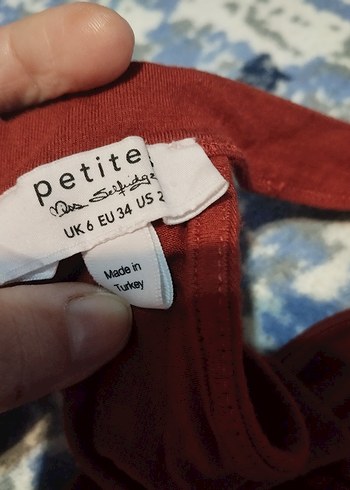 petite
Miss Selfridge
UK 6 EU 34 US 2
Made in
Turkey